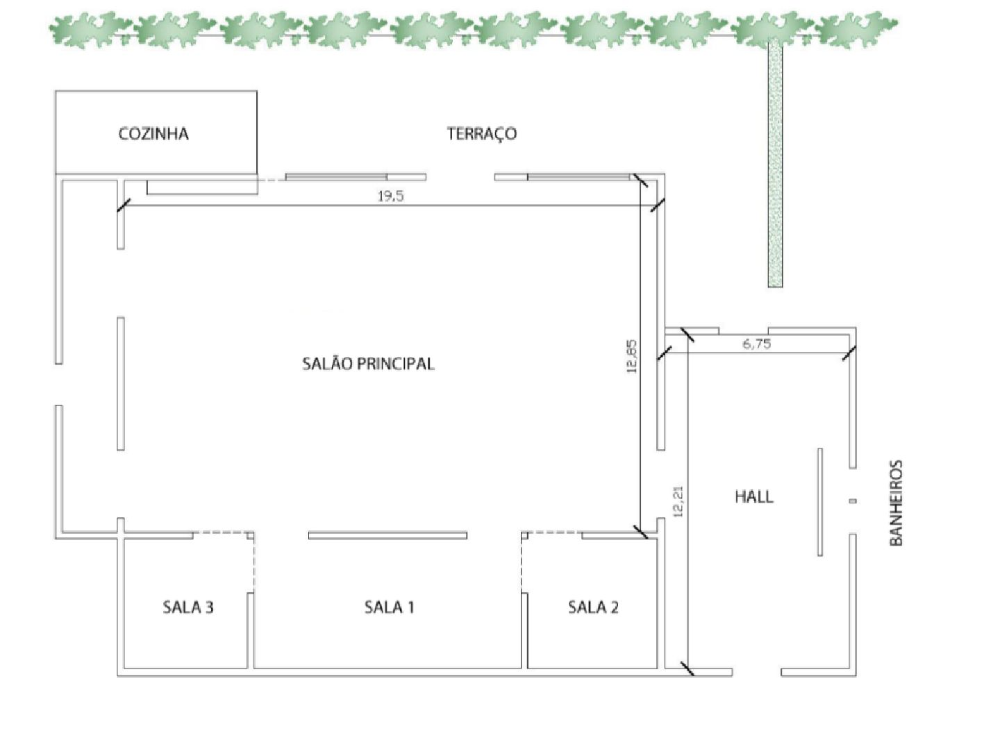 COZINHA
TERRAÇO
19.5
6,75
12,85
SALÃO PRINCIPAL
12,21
HALL
BANHEIROS
SALA 3
SALA 1
SALA 2